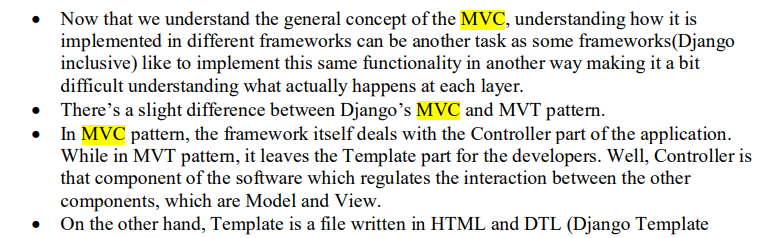 • Now that we understand the general concept of the MVC, understanding how it is
implemented in different frameworks can be another task as some frameworks(Django
inclusive) like to implement this same functionality in another way making it a bit
difficult understanding what actually happens at each layer.
• There’s a slight difference between Django’s MVC and MVT pattern.
• In MVC pattern, the framework itself deals with the Controller part of the application.
While in MVT pattern, it leaves the Template part for the developers. Well, Controller is
that component of the software which regulates the interaction between the other
components, which are Model and View.
• On the other hand, Template is a file written in HTML and DTL (Django Template